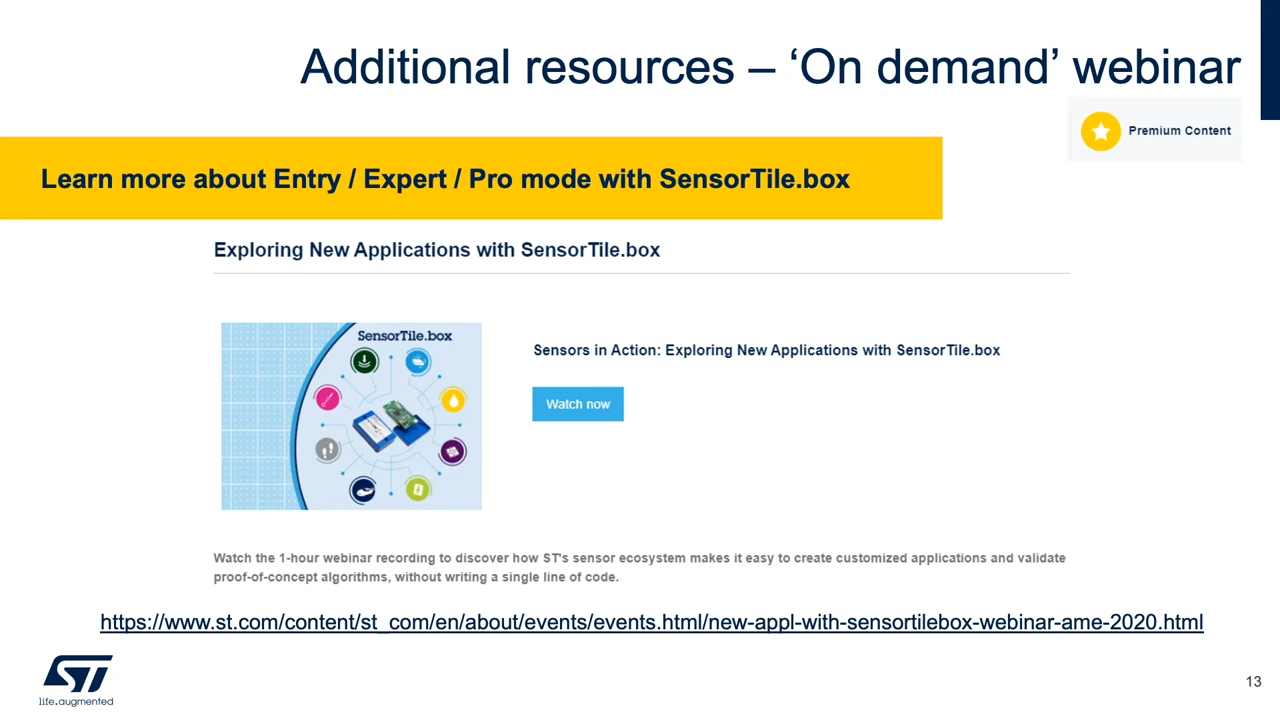 Additional resources – ‘On demand’ webinar
Premium Content
Learn more about Entry / Expert / Pro mode with SensorTile.box
Exploring New Applications with SensorTile.box
SensorTile.box
Sensors in Action: Exploring New Applications with SensorTile.box
Watch now
Watch the 1-hour webinar recording to discover how ST's sensor ecosystem makes it easy to create customized applications and validate
proof-of-concept algorithms, without writing a single line of code.
https://www.st.com/content/st_com/en/about/events/events.html/new-appl-with-sensortilebox-webinar-ame-2020.html
ST
life.augmented
13